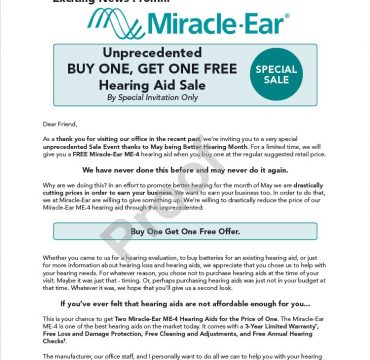 Exciting News From...
Miracle-Ear®
Unprecedented
BUY ONE, GET ONE FREE
Hearing Aid Sale
By Special Invitation Only
SPECIAL
SALE
Dear Friend,
As a thank you for visiting our office in the recent past we're inviting you to a very special
unprecedented Sale Event thanks to May being Better Hearing Month. For a limited time, we will
give you a FREE Miracle-Ear ME-4 hearing aid when you buy one at the regular suggested retail price.
We have never done this before and may never do it again.
Why are we doing this? In an effort to promote better hearing for the month of May we are drastically
cutting prices in order to earn your business. We want to earn your business too. In order to do that,
we at Miracle-Ear are willing to give something up. We're willing to drastically reduce the price of our
Miracle-Ear ME-4 hearing aid through this unprecedented:
Buy One Get One Free Offer.
Whether you came to us for a hearing evaluation, to buy batteries for an existing hearing aid, or just
for more information about hearing loss and hearing aids, we appreciate that you chose us to help with
your hearing needs. For whatever reason, you chose not to purchase hearing aids at the time of your
visit. Maybe it was just that - timing. Or, perhaps purchasing hearing aids was just not in your budget at
that time. Whatever it was, we hope that you'll give us a second look.
If you've ever felt that hearing aids are not affordable enough for you...
This is your chance to get Two Miracle-Ear ME-4 Hearing Aids for the Price of One. The Miracle-Ear
ME-4 is one of the best hearing aids on the market today. It comes with a 3-Year Limited Warranty*,
Free Loss and Damage Protection, Free Cleaning and Adjustments, and Free Annual Hearing
Checks†.
The manufacturer, our office staff, and I personally want to do all we can to help you with your hearing
Proof